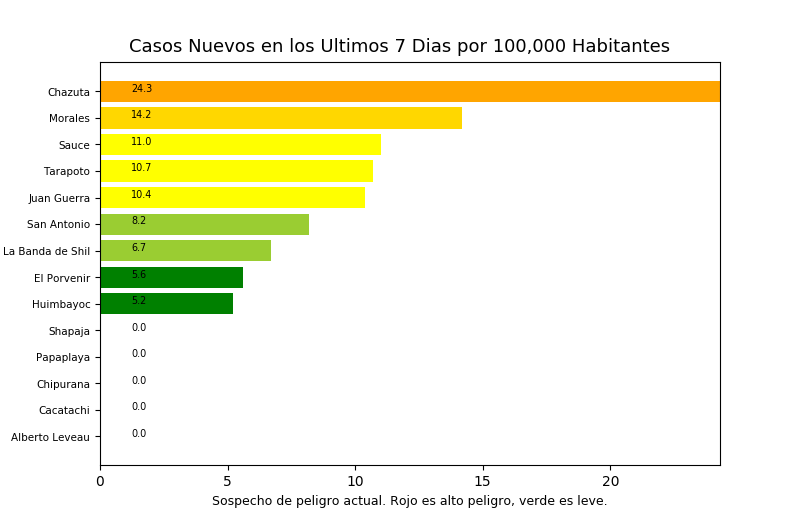 Casos Nuevos en los Ultimos 7 Dias por 100,000 Habitantes
Chazuta 24.3
Morales 14.2
Sauce 11.0
Tarapoto 10.7
Juan Guerra 10.4
San Antonio 8.2
La Banda de Shil 6.7
El Porvenir 5.6
Huimbayoc 5.2
Shapaja 0.0
Papaplaya 0.0
Chipurana 0.0
Cacatachi 0.0
Alberto Leveau 0.0
0 5 10 15 20
Sospecho de peligro actual. Rojo es alto peligro, verde es leve.